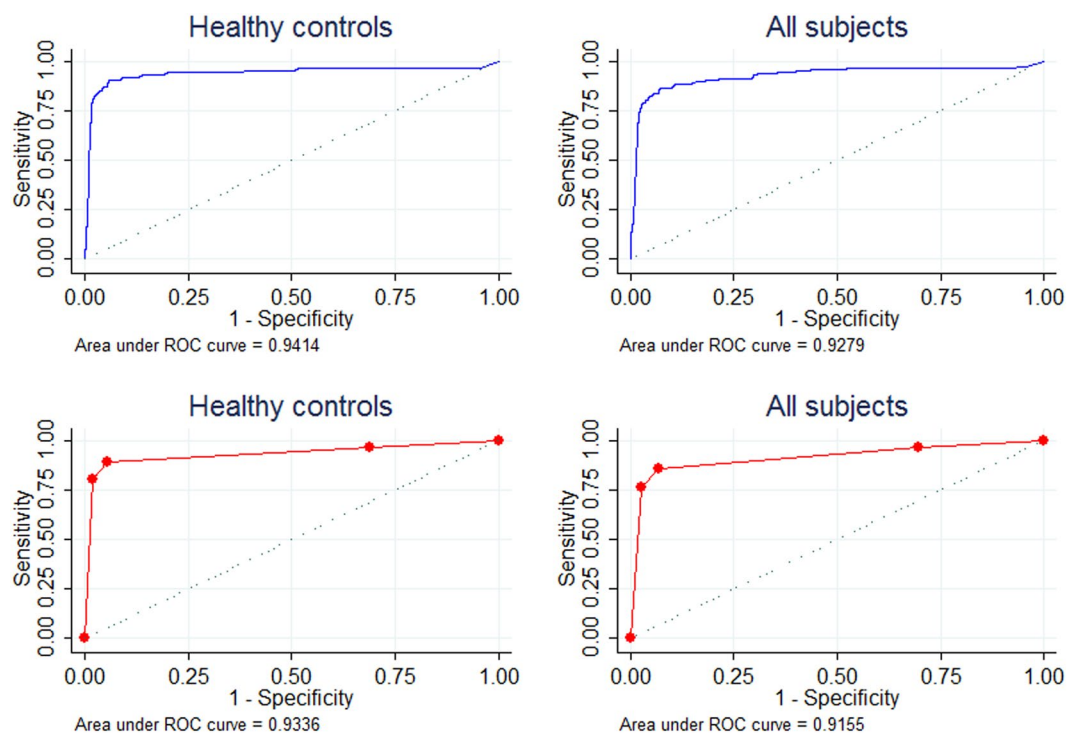 Healthy controls
Sensitivity
0.00 0.25 0.50 0.75 1.00
0.00 0.25 0.50 0.75 1.00
1 - Specificity
Area under ROC curve = 0.9414
All subjects
Sensitivity
0.00 0.25 0.50 0.75 1.00
0.00 0.25 0.50 0.75 1.00
1 - Specificity
Area under ROC curve = 0.9279
Healthy controls
Sensitivity
0.00 0.25 0.50 0.75 1.00
0.00 0.25 0.50 0.75 1.00
1 - Specificity
Area under ROC curve = 0.9336
All subjects
Sensitivity
0.00 0.25 0.50 0.75 1.00
0.00 0.25 0.50 0.75 1.00
1 - Specificity
Area under ROC curve = 0.9155